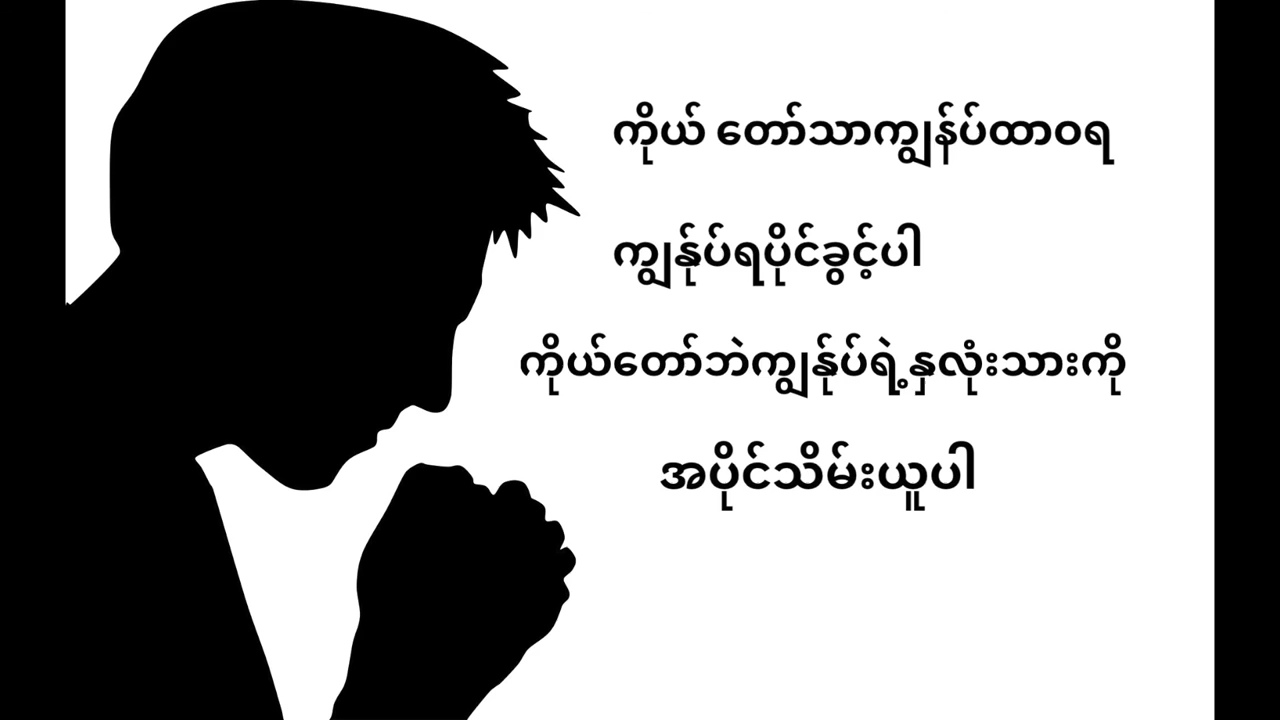 ကိုယ် တော်သာကျွန်ပ်ထာဝရ
ကျွန်ုပ်ရပိုင်ခွင့်ပါ
ကိုယ်တော်ဘဲကျွန်ုပ်ရဲ့နှလုံးသားကို
အပိုင်သိမ်းယူပါ